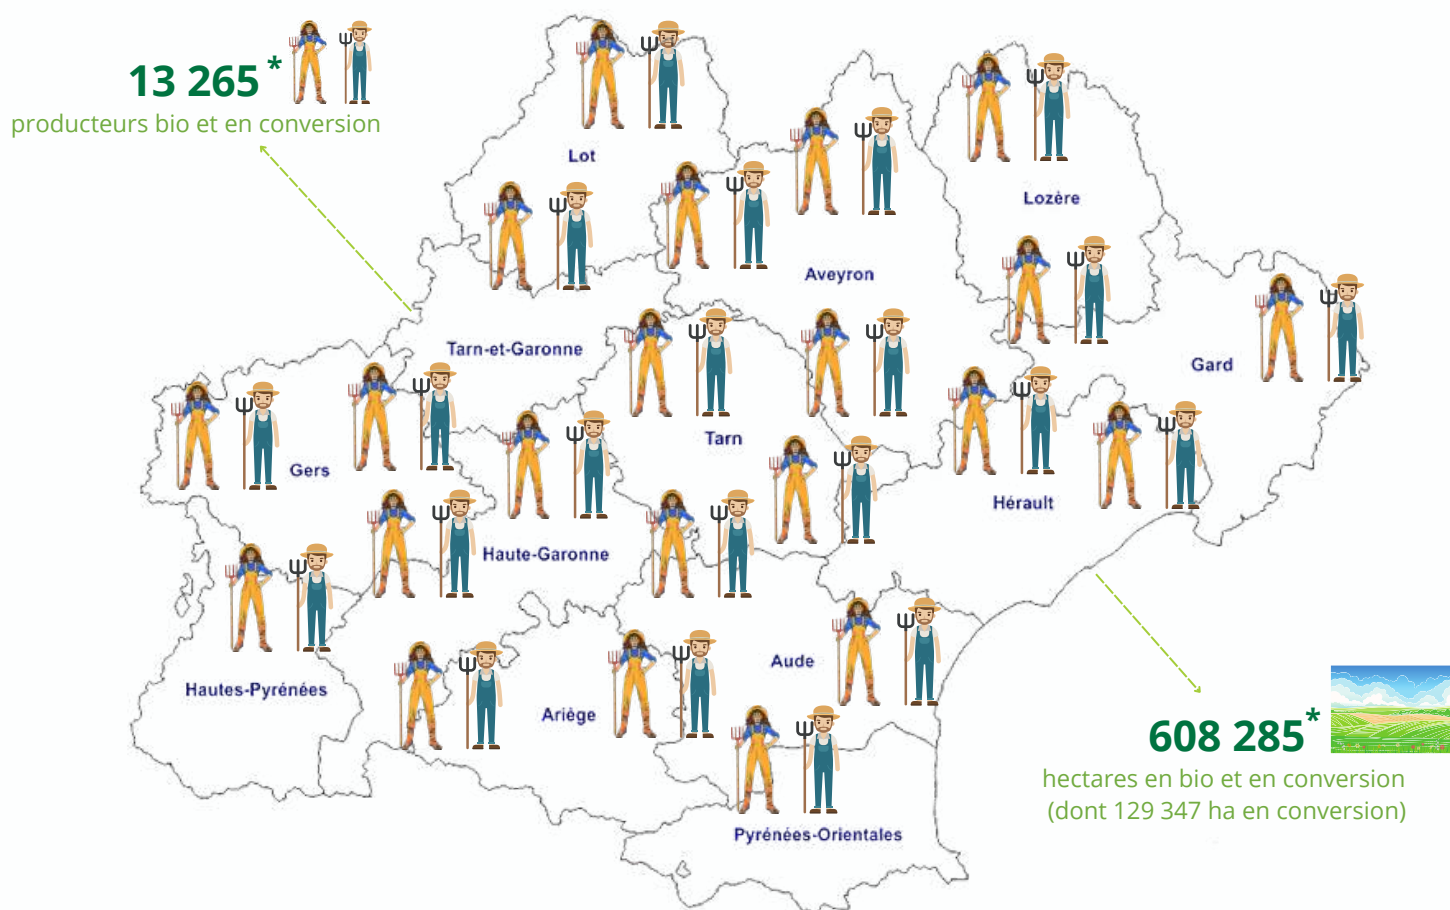 13 265*
producteurs bio et en conversion
Lot
Lozère
Aveyron
Tarn-et-Garonne
Gard
Tarn
Gers
Hérault
Haute-Garonne
Aude
Hautes-Pyrénées
Ariège
608 285*
hectares en bio et en conversion
(dont 129 347 ha en conversion)
Pyrénées-Orientales